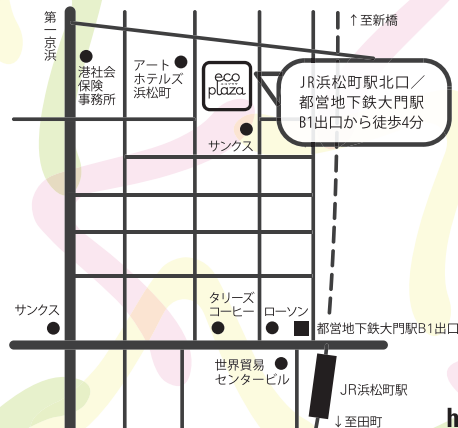 第一京浜
↑至新橋
港社会
保険
事務所
アート
ホテルズ
浜松町
eco
plaza
JR浜松町駅北口／
都営地下鉄大門駅
B1出口から徒歩4分
サンクス
サンクス
タリーズ
コーヒー
ローソン
都営地下鉄大門駅B1出口
世界貿易
センタービル
JR浜松町駅
↓至田町
h